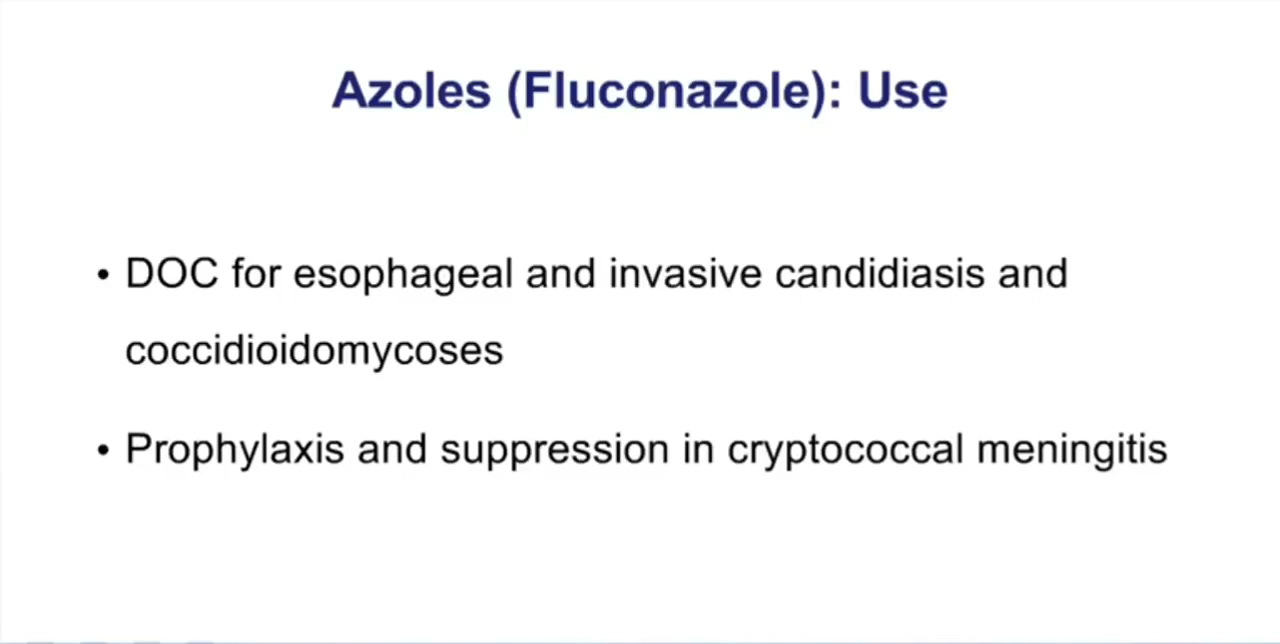 Azoles (Fluconazole): Use
• DOC for esophageal and invasive candidiasis and
coccidioidomycoses
• Prophylaxis and suppression in cryptococcal meningitis